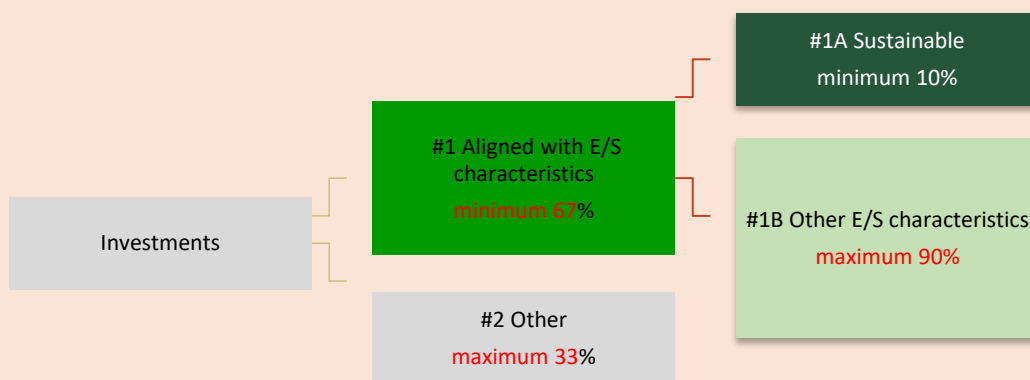 Investments
#1 Aligned with E/S
characteristics
minimum 67%
#2 Other
maximum 33%
#1A Sustainable
minimum 10%
#1B Other E/S characteristics
maximum 90%